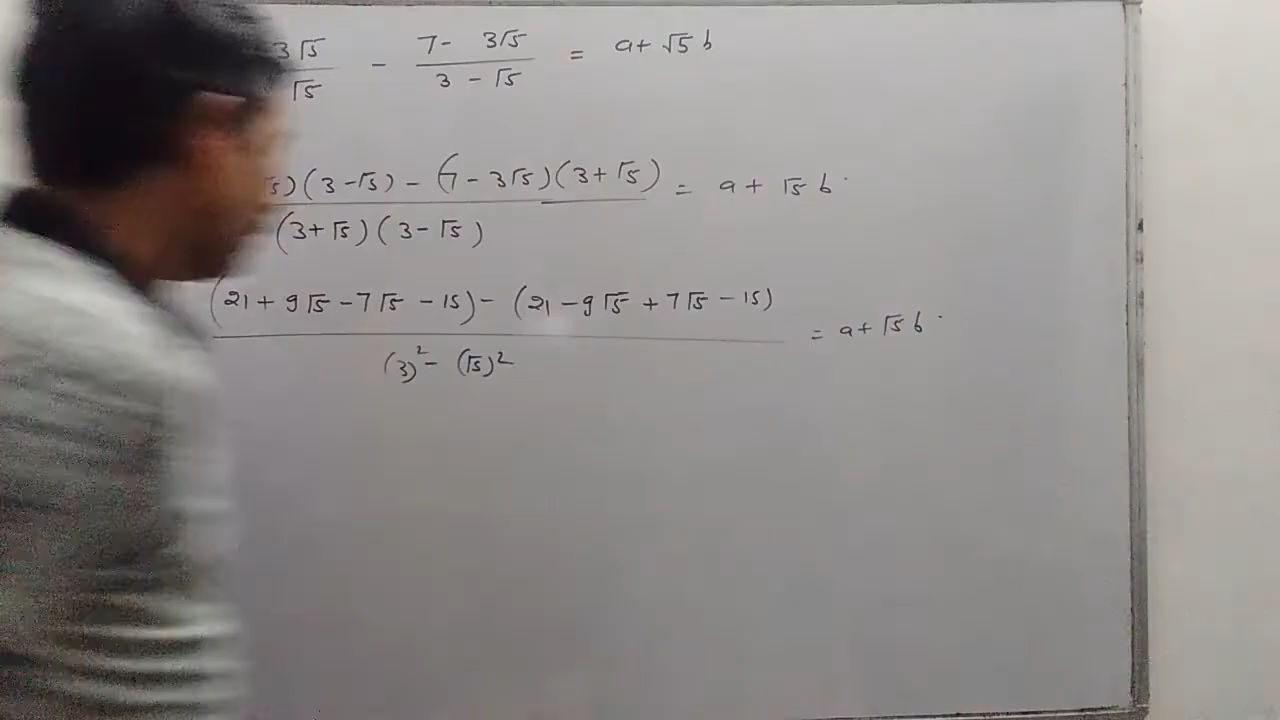 3√5 / √5 - 7 - 3√5 / 3 - √5 = a + √5 b
√5)(3-√5) - (7 - 3√5)(3+√5) / (3+√5)(3-√5) = a + √5 b
(21 + 9√5 - 7√5 - 15) - (21 - 9√5 + 7√5 - 15) / (3)² - (√5)² = a + √5 b